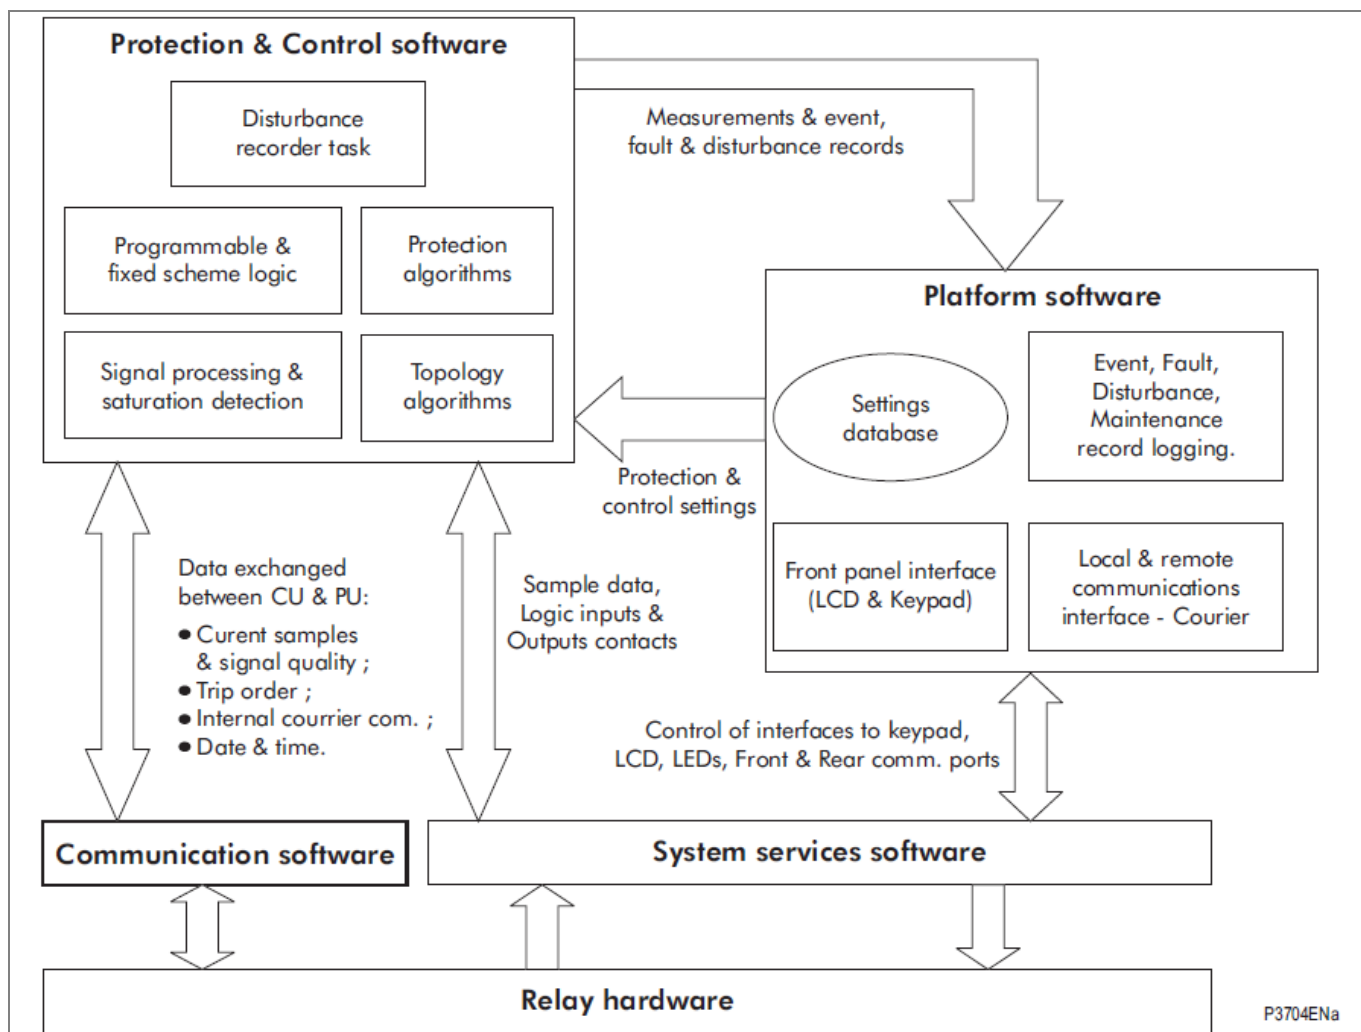 Protection & Control software
Disturbance
recorder task
Programmable &
fixed scheme logic
Protection
algorithms
Signal processing &
saturation detection
Topology
algorithms
Measurements & event,
fault & disturbance records
Platform software
Settings
database
Event, Fault,
Disturbance,
Maintenance
record logging.
Front panel interface
(LCD & Keypad)
Local & remote
communications
interface - Courier
Protection &
control settings
Data exchanged
between CU & PU:
● Curent samples
& signal quality ;
● Trip order ;
● Internal courrier com. ;
● Date & time.
Sample data,
Logic inputs &
Outputs contacts
Control of interfaces to keypad,
LCD, LEDs, Front & Rear comm. ports
Communication software
System services software
Relay hardware
P3704ENa